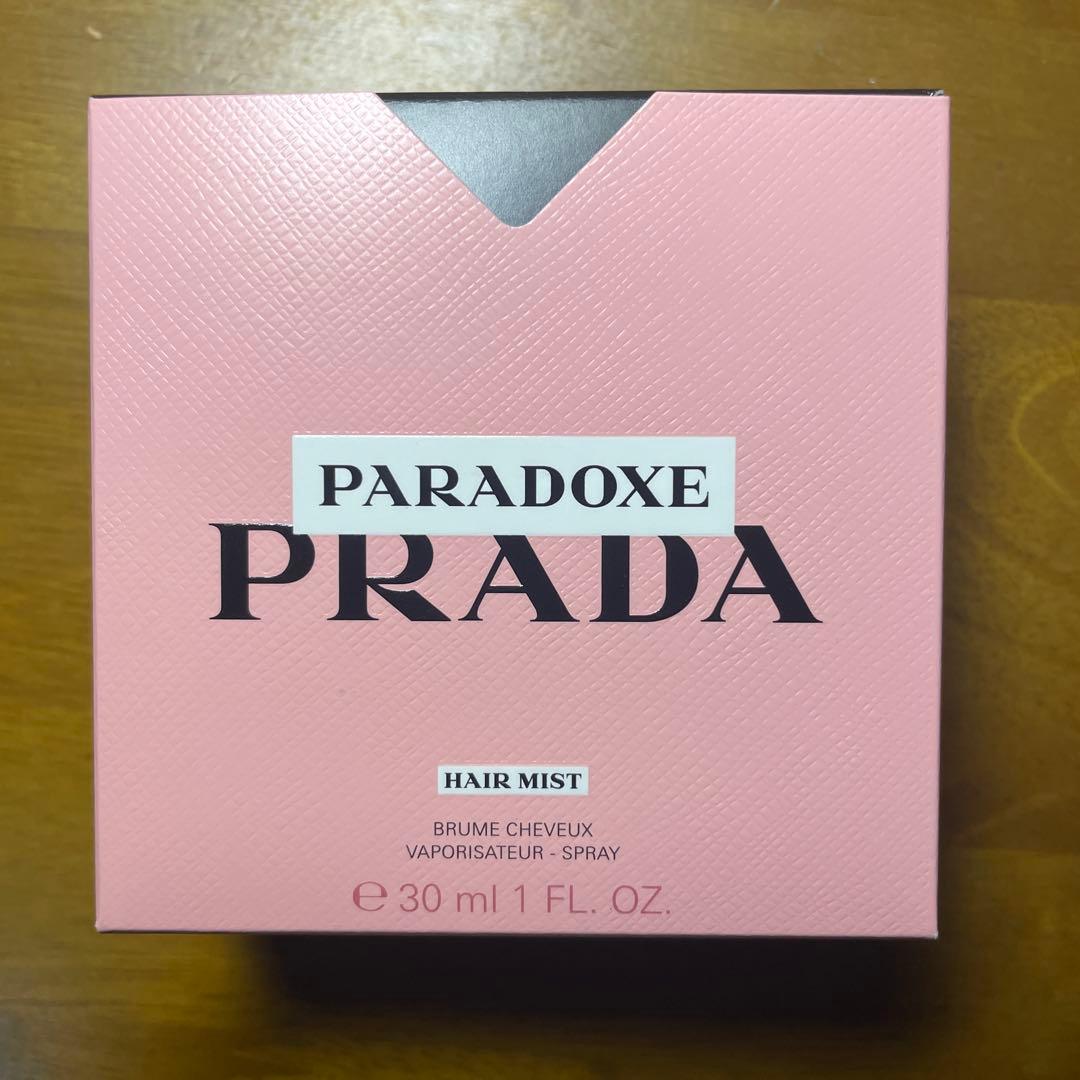 PARADOXE
PRADA
HAIR MIST
BRUME CHEVEUX
VAPORISATEUR - SPRAY
℮ 30 ml 1 FL. OZ.